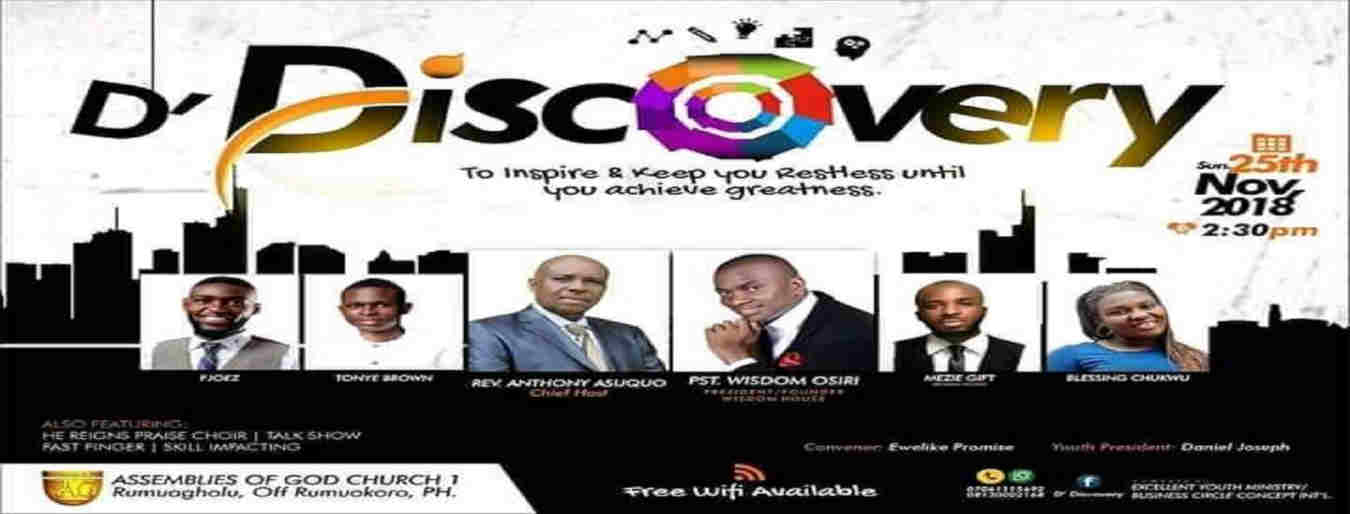 D' Discovery
To Inspire & Keep you Restless until
you achieve greatness.
Sun 25th
Nov,
2018
2:30pm
PJOEZ
TONYE BROWN
REV. ANTHONY ASUQUO
Chief Host
PST. WISDOM OSIRI
PRESIDENT/FOUNDER
WISDOM HOUSE
MEZIE GIFT
BLESSING CHUKWU
ALSO FEATURING:
HE REIGNS PRAISE CHOIR | TALK SHOW
FAST FINGER | SKILL IMPACTING
Convener: Ewelike Promise
Youth President: Daniel Joseph
AG
ASSEMBLIES OF GOD CHURCH 1
Rumuagholu, Off Rumuokoro, PH.
Free Wifi Available
D' Discovery
EXCELLENT YOUTH MINISTRY/
BUSINESS CIRCLE CONCEPT INT'L.